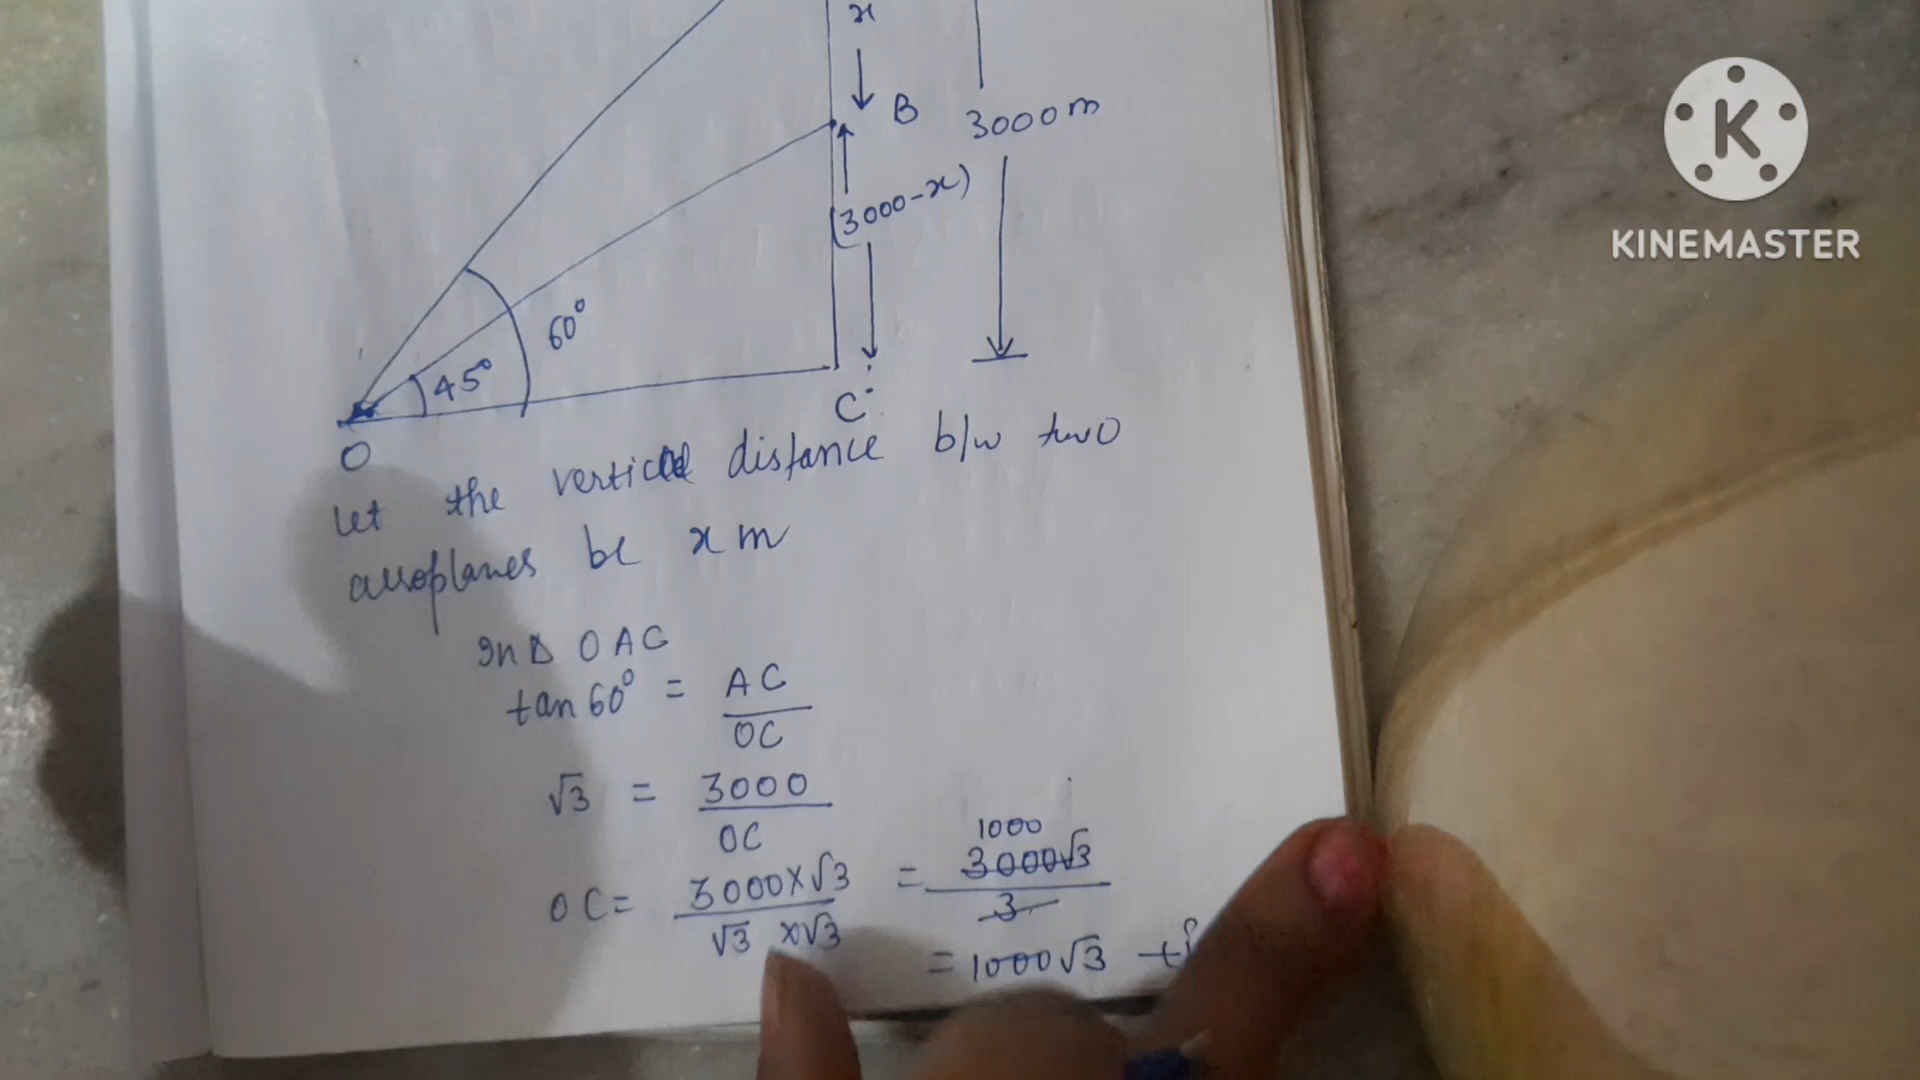 x
B
3000m
(3000-x)
60°
45°
C
O
Let the vertical distance b/w two
aeroplanes be x m
In Δ OAC
tan 60° = AC/OC
√3 = 3000/OC
1000
OC = 3000×√3/√3 ×√3 = 3000√3/3
= 1000√3
K
KINEMASTER